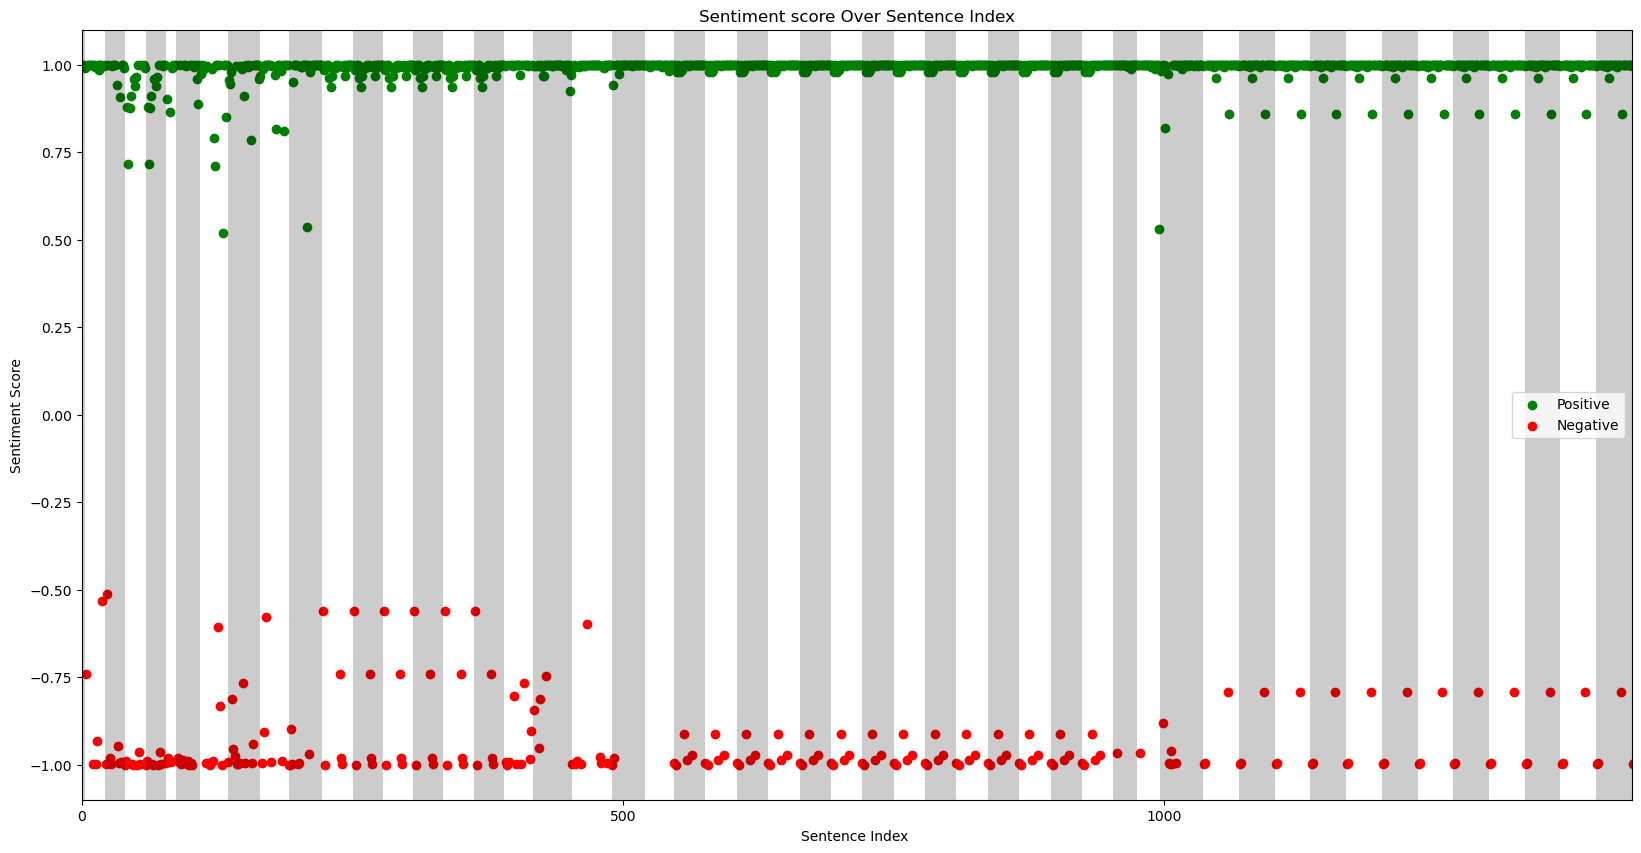 Sentiment score Over Sentence Index
1.00
0.75
0.50
0.25
0.00
−0.25
−0.50
−0.75
−1.00
Sentiment Score
Positive
Negative
0
500
1000
Sentence Index